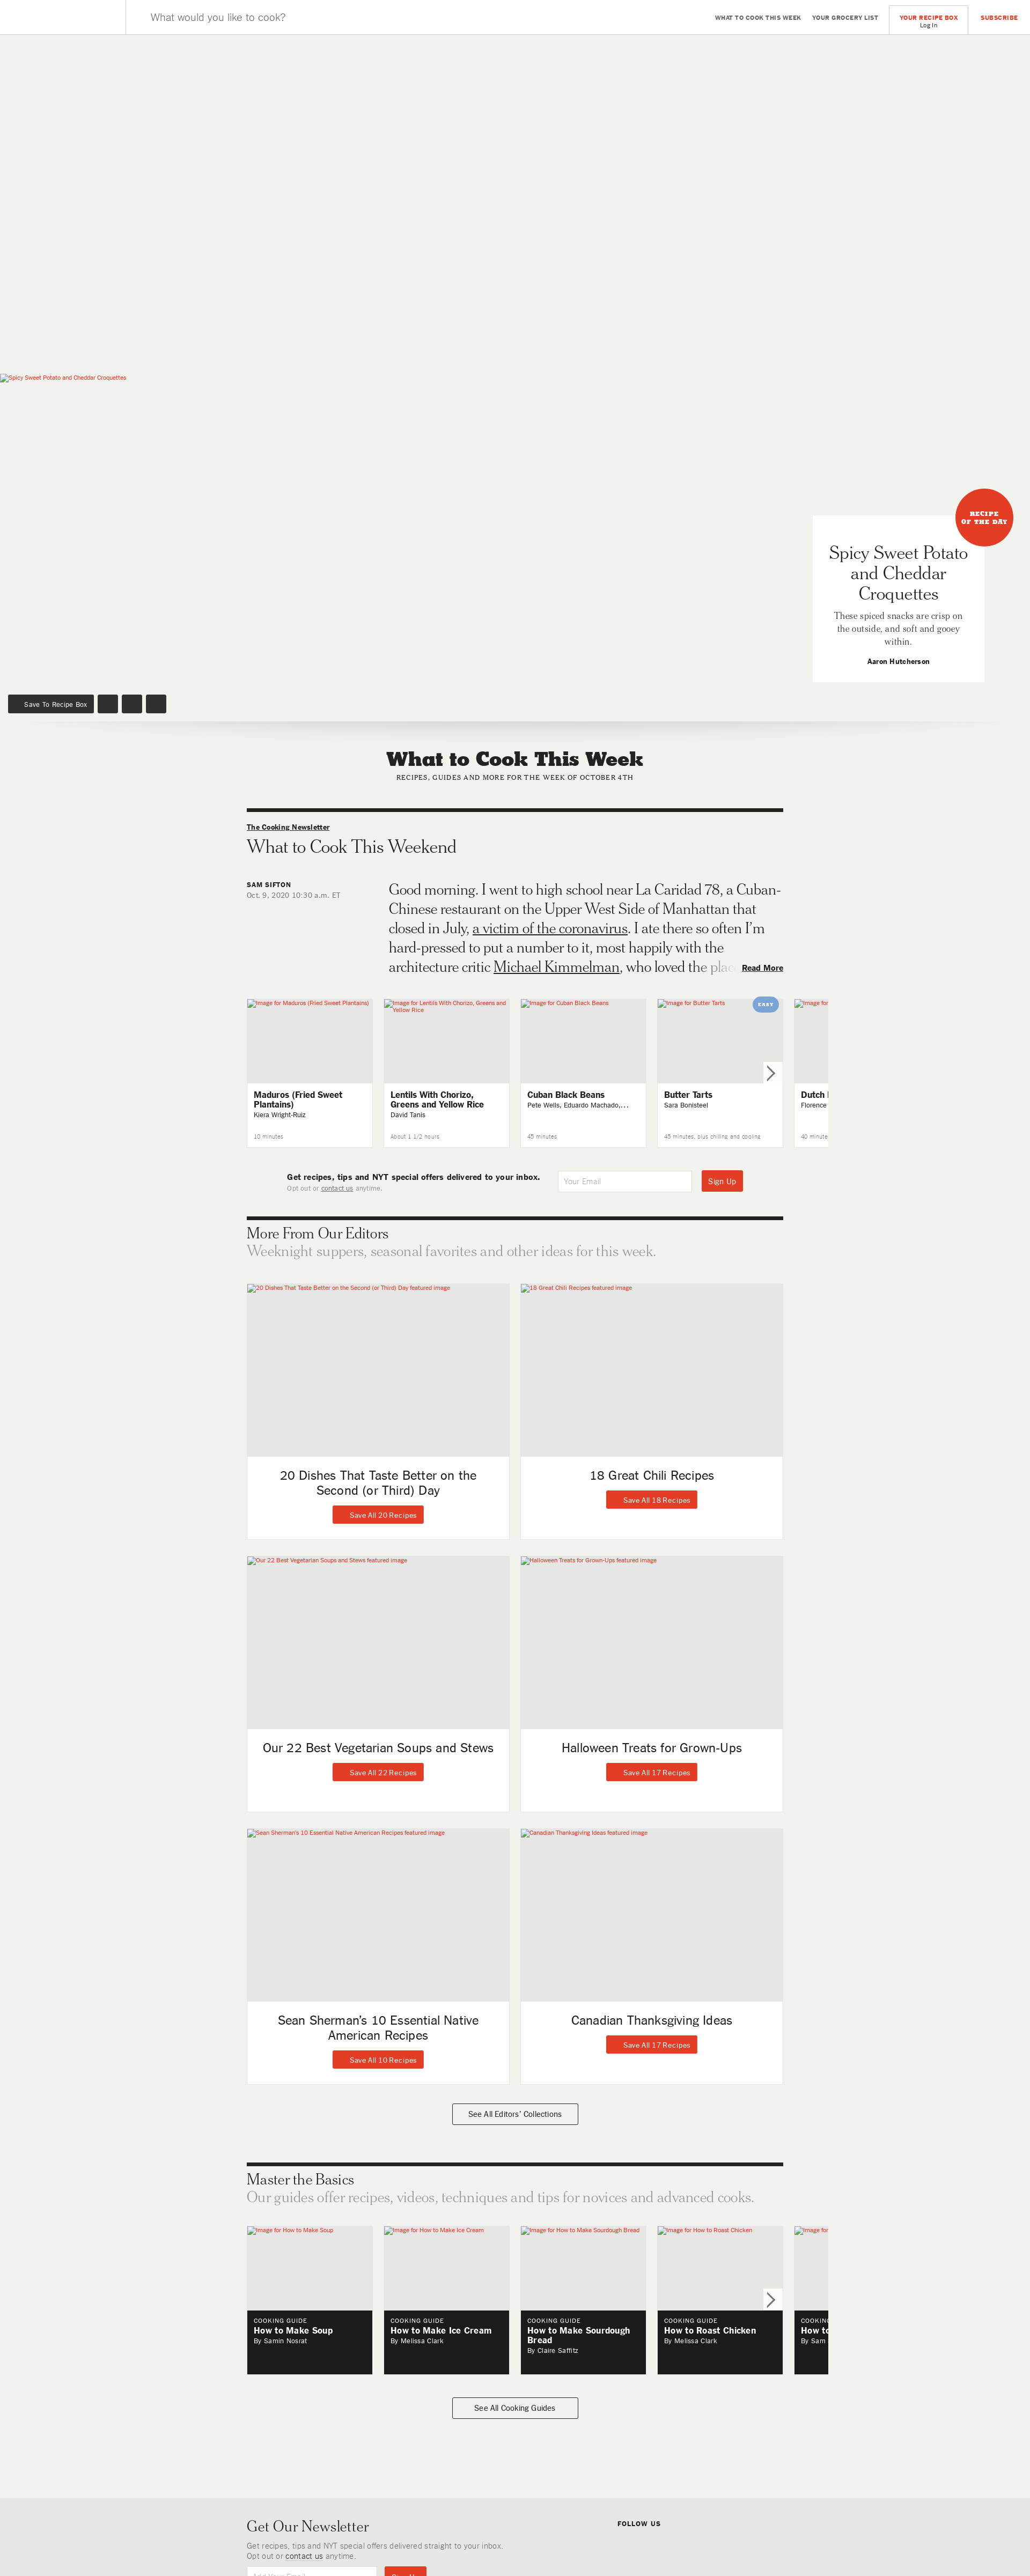 What would you like to cook?
WHAT TO COOK THIS WEEK
YOUR GROCERY LIST
YOUR RECIPE BOX
Log In
SUBSCRIBE
Spicy Sweet Potato and Cheddar Croquettes
RECIPE
OF THE DAY
Spicy Sweet Potato
and Cheddar
Croquettes
These spiced snacks are crisp on
the outside, and soft and gooey
within.
Aaron Hutcherson
Save To Recipe Box
What to Cook This Week
RECIPES, GUIDES AND MORE FOR THE WEEK OF OCTOBER 4TH
The Cooking Newsletter
What to Cook This Weekend
SAM SIFTON
Oct. 9, 2020 10:30 a.m. ET
Good morning. I went to high school near La Caridad 78, a Cuban-
Chinese restaurant on the Upper West Side of Manhattan that
closed in July, a victim of the coronavirus. I ate there so often I’m
hard-pressed to put a number to it, most happily with the
architecture critic Michael Kimmelman, who loved the place
Read More
Image for Maduros (Fried Sweet Plantains)
Maduros (Fried Sweet
Plantains)
Kiera Wright-Ruiz
10 minutes
Image for Lentils With Chorizo, Greens and
Yellow Rice
Lentils With Chorizo,
Greens and Yellow Rice
David Tanis
About 1 1/2 hours
Image for Cuban Black Beans
Cuban Black Beans
Pete Wells, Eduardo Machado,…
45 minutes
Image for Butter Tarts
EASY
Butter Tarts
Sara Bonisteel
45 minutes, plus chilling and cooling
Image for
Dutch
Florence
40 minute
Get recipes, tips and NYT special offers delivered to your inbox.
Opt out or contact us anytime.
Your Email
Sign Up
More From Our Editors
Weeknight suppers, seasonal favorites and other ideas for this week.
20 Dishes That Taste Better on the Second (or Third) Day featured image
20 Dishes That Taste Better on the
Second (or Third) Day
Save All 20 Recipes
18 Great Chili Recipes featured image
18 Great Chili Recipes
Save All 18 Recipes
Our 22 Best Vegetarian Soups and Stews featured image
Our 22 Best Vegetarian Soups and Stews
Save All 22 Recipes
Halloween Treats for Grown-Ups featured image
Halloween Treats for Grown-Ups
Save All 17 Recipes
Sean Sherman's 10 Essential Native American Recipes featured image
Sean Sherman’s 10 Essential Native
American Recipes
Save All 10 Recipes
Canadian Thanksgiving Ideas featured image
Canadian Thanksgiving Ideas
Save All 17 Recipes
See All Editors’ Collections
Master the Basics
Our guides offer recipes, videos, techniques and tips for novices and advanced cooks.
Image for How to Make Soup
COOKING GUIDE
How to Make Soup
By Samin Nosrat
Image for How to Make Ice Cream
COOKING GUIDE
How to Make Ice Cream
By Melissa Clark
Image for How to Make Sourdough Bread
COOKING GUIDE
How to Make Sourdough
Bread
By Claire Saffitz
Image for How to Roast Chicken
COOKING GUIDE
How to Roast Chicken
By Melissa Clark
Image for
COOKING
How to
By Sam
See All Cooking Guides
Get Our Newsletter
Get recipes, tips and NYT special offers delivered straight to your inbox.
Opt out or contact us anytime.
FOLLOW US